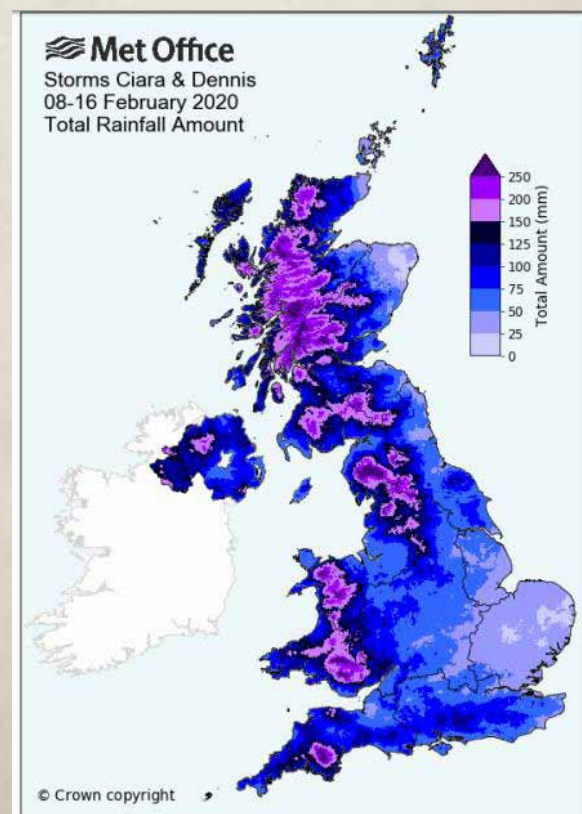 Met Office
Storms Ciara & Dennis
08-16 February 2020
Total Rainfall Amount
250
200
150
125
100
75
50
25
0
Total Amount (mm)
© Crown copyright